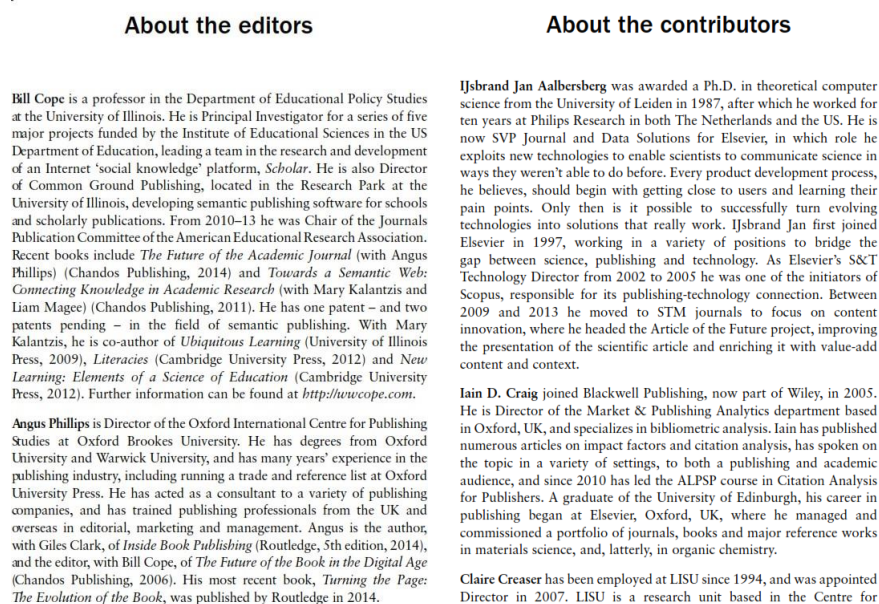 About the editors
Bill Cope is a professor in the Department of Educational Policy Studies
at the University of Illinois. He is Principal Investigator for a series of five
major projects funded by the Institute of Educational Sciences in the US
Department of Education, leading a team in the research and development
of an Internet ‘social knowledge’ platform, Scholar. He is also Director
of Common Ground Publishing, located in the Research Park at the
University of Illinois, developing semantic publishing software for schools
and scholarly publications. From 2010–13 he was Chair of the Journals
Publication Committee of the American Educational Research Association.
Recent books include The Future of the Academic Journal (with Angus
Phillips) (Chandos Publishing, 2014) and Towards a Semantic Web:
Connecting Knowledge in Academic Research (with Mary Kalantzis and
Liam Magee) (Chandos Publishing, 2011). He has one patent – and two
patents pending – in the field of semantic publishing. With Mary
Kalantzis, he is co-author of Ubiquitous Learning (University of Illinois
Press, 2009), Literacies (Cambridge University Press, 2012) and New
Learning: Elements of a Science of Education (Cambridge University
Press, 2012). Further information can be found at http://wwcope.com.
Angus Phillips is Director of the Oxford International Centre for Publishing
Studies at Oxford Brookes University. He has degrees from Oxford
University and Warwick University, and has many years’ experience in the
publishing industry, including running a trade and reference list at Oxford
University Press. He has acted as a consultant to a variety of publishing
companies, and has trained publishing professionals from the UK and
overseas in editorial, marketing and management. Angus is the author,
with Giles Clark, of Inside Book Publishing (Routledge, 5th edition, 2014),
and the editor, with Bill Cope, of The Future of the Book in the Digital Age
(Chandos Publishing, 2006). His most recent book, Turning the Page:
The Evolution of the Book, was published by Routledge in 2014.
About the contributors
IJsbrand Jan Aalbersberg was awarded a Ph.D. in theoretical computer
science from the University of Leiden in 1987, after which he worked for
ten years at Philips Research in both The Netherlands and the US. He is
now SVP Journal and Data Solutions for Elsevier, in which role he
exploits new technologies to enable scientists to communicate science in
ways they weren’t able to do before. Every product development process,
he believes, should begin with getting close to users and learning their
pain points. Only then is it possible to successfully turn evolving
technologies into solutions that really work. IJsbrand Jan first joined
Elsevier in 1997, working in a variety of positions to bridge the
gap between science, publishing and technology. As Elsevier’s S&T
Technology Director from 2002 to 2005 he was one of the initiators of
Scopus, responsible for its publishing-technology connection. Between
2009 and 2013 he moved to STM journals to focus on content
innovation, where he headed the Article of the Future project, improving
the presentation of the scientific article and enriching it with value-add
content and context.
Iain D. Craig joined Blackwell Publishing, now part of Wiley, in 2005.
He is Director of the Market & Publishing Analytics department based
in Oxford, UK, and specializes in bibliometric analysis. Iain has published
numerous articles on impact factors and citation analysis, has spoken on
the topic in a variety of settings, to both a publishing and academic
audience, and since 2010 has led the ALPSP course in Citation Analysis
for Publishers. A graduate of the University of Edinburgh, his career in
publishing began at Elsevier, Oxford, UK, where he managed and
commissioned a portfolio of journals, books and major reference works
in materials science, and, latterly, in organic chemistry.
Claire Creaser has been employed at LISU since 1994, and was appointed
Director in 2007. LISU is a research unit based in the Centre for